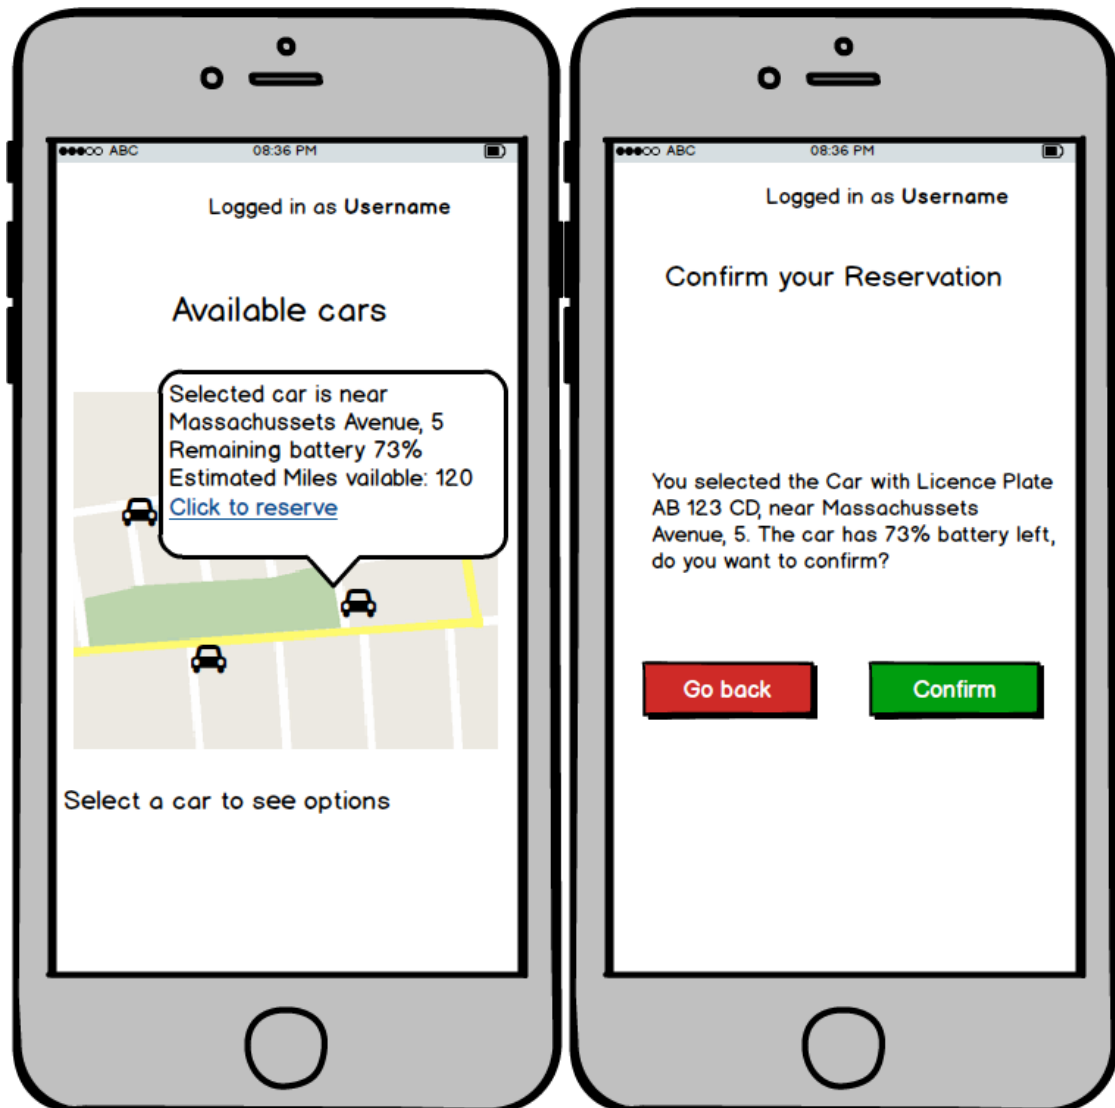 ABC 08:36 PM
Logged in as Username
Available cars
Selected car is near
Massachussets Avenue, 5
Remaining battery 73%
Estimated Miles vailable: 120
Click to reserve
Select a car to see options
ABC 08:36 PM
Logged in as Username
Confirm your Reservation
You selected the Car with Licence Plate
AB 123 CD, near Massachussets
Avenue, 5. The car has 73% battery left,
do you want to confirm?
Go back Confirm